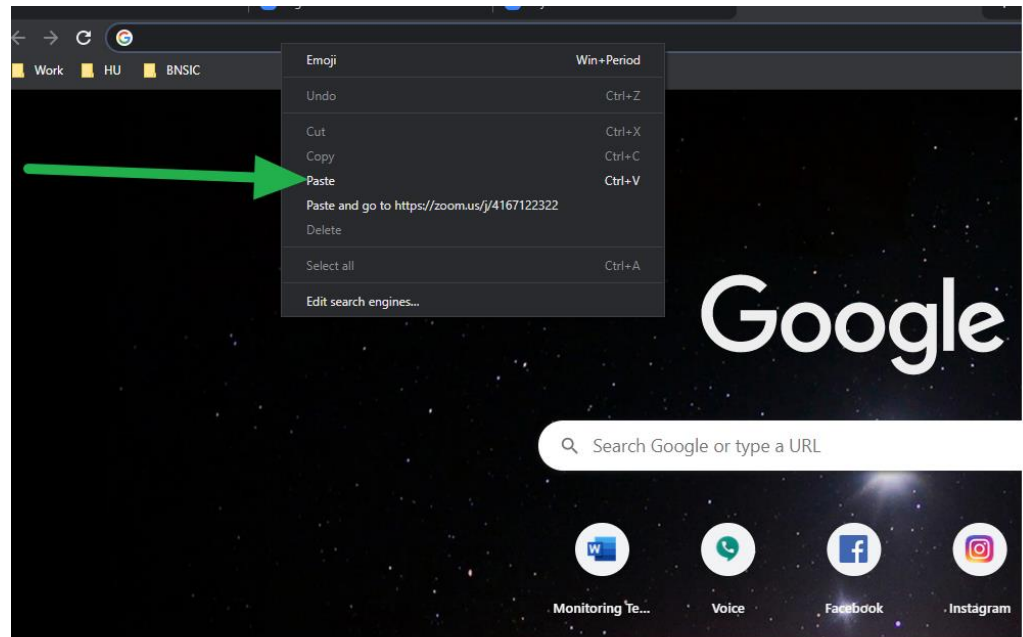 Work HU BNSIC
Emoji Win+Period
Undo Ctrl+Z
Cut Ctrl+X
Copy Ctrl+C
Paste Ctrl+V
Paste and go to https://zoom.us/j/4167122322
Delete
Select all Ctrl+A
Edit search engines...
Google
Search Google or type a URL
Monitoring Te... Voice Facebook Instagram